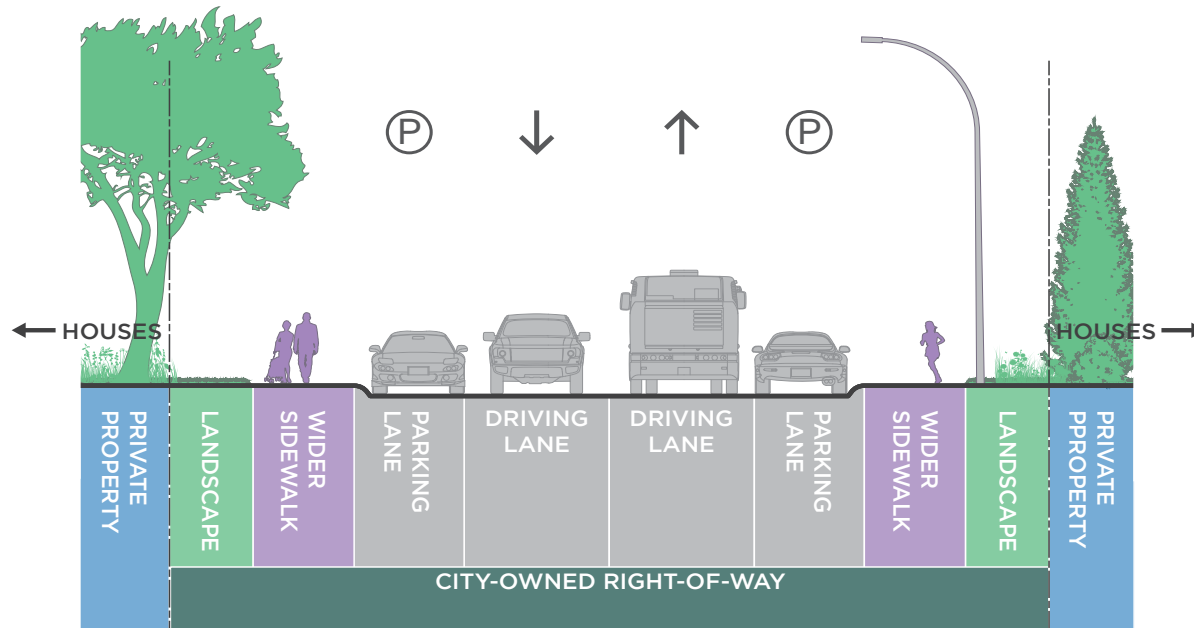 P
P
HOUSES
HOUSES
PRIVATE
PROPERTY
LANDSCAPE
WIDER
SIDEWALK
PARKING
LANE
DRIVING
LANE
DRIVING
LANE
PARKING
LANE
WIDER
SIDEWALK
LANDSCAPE
PRIVATE
PPROPERTY
CITY-OWNED RIGHT-OF-WAY